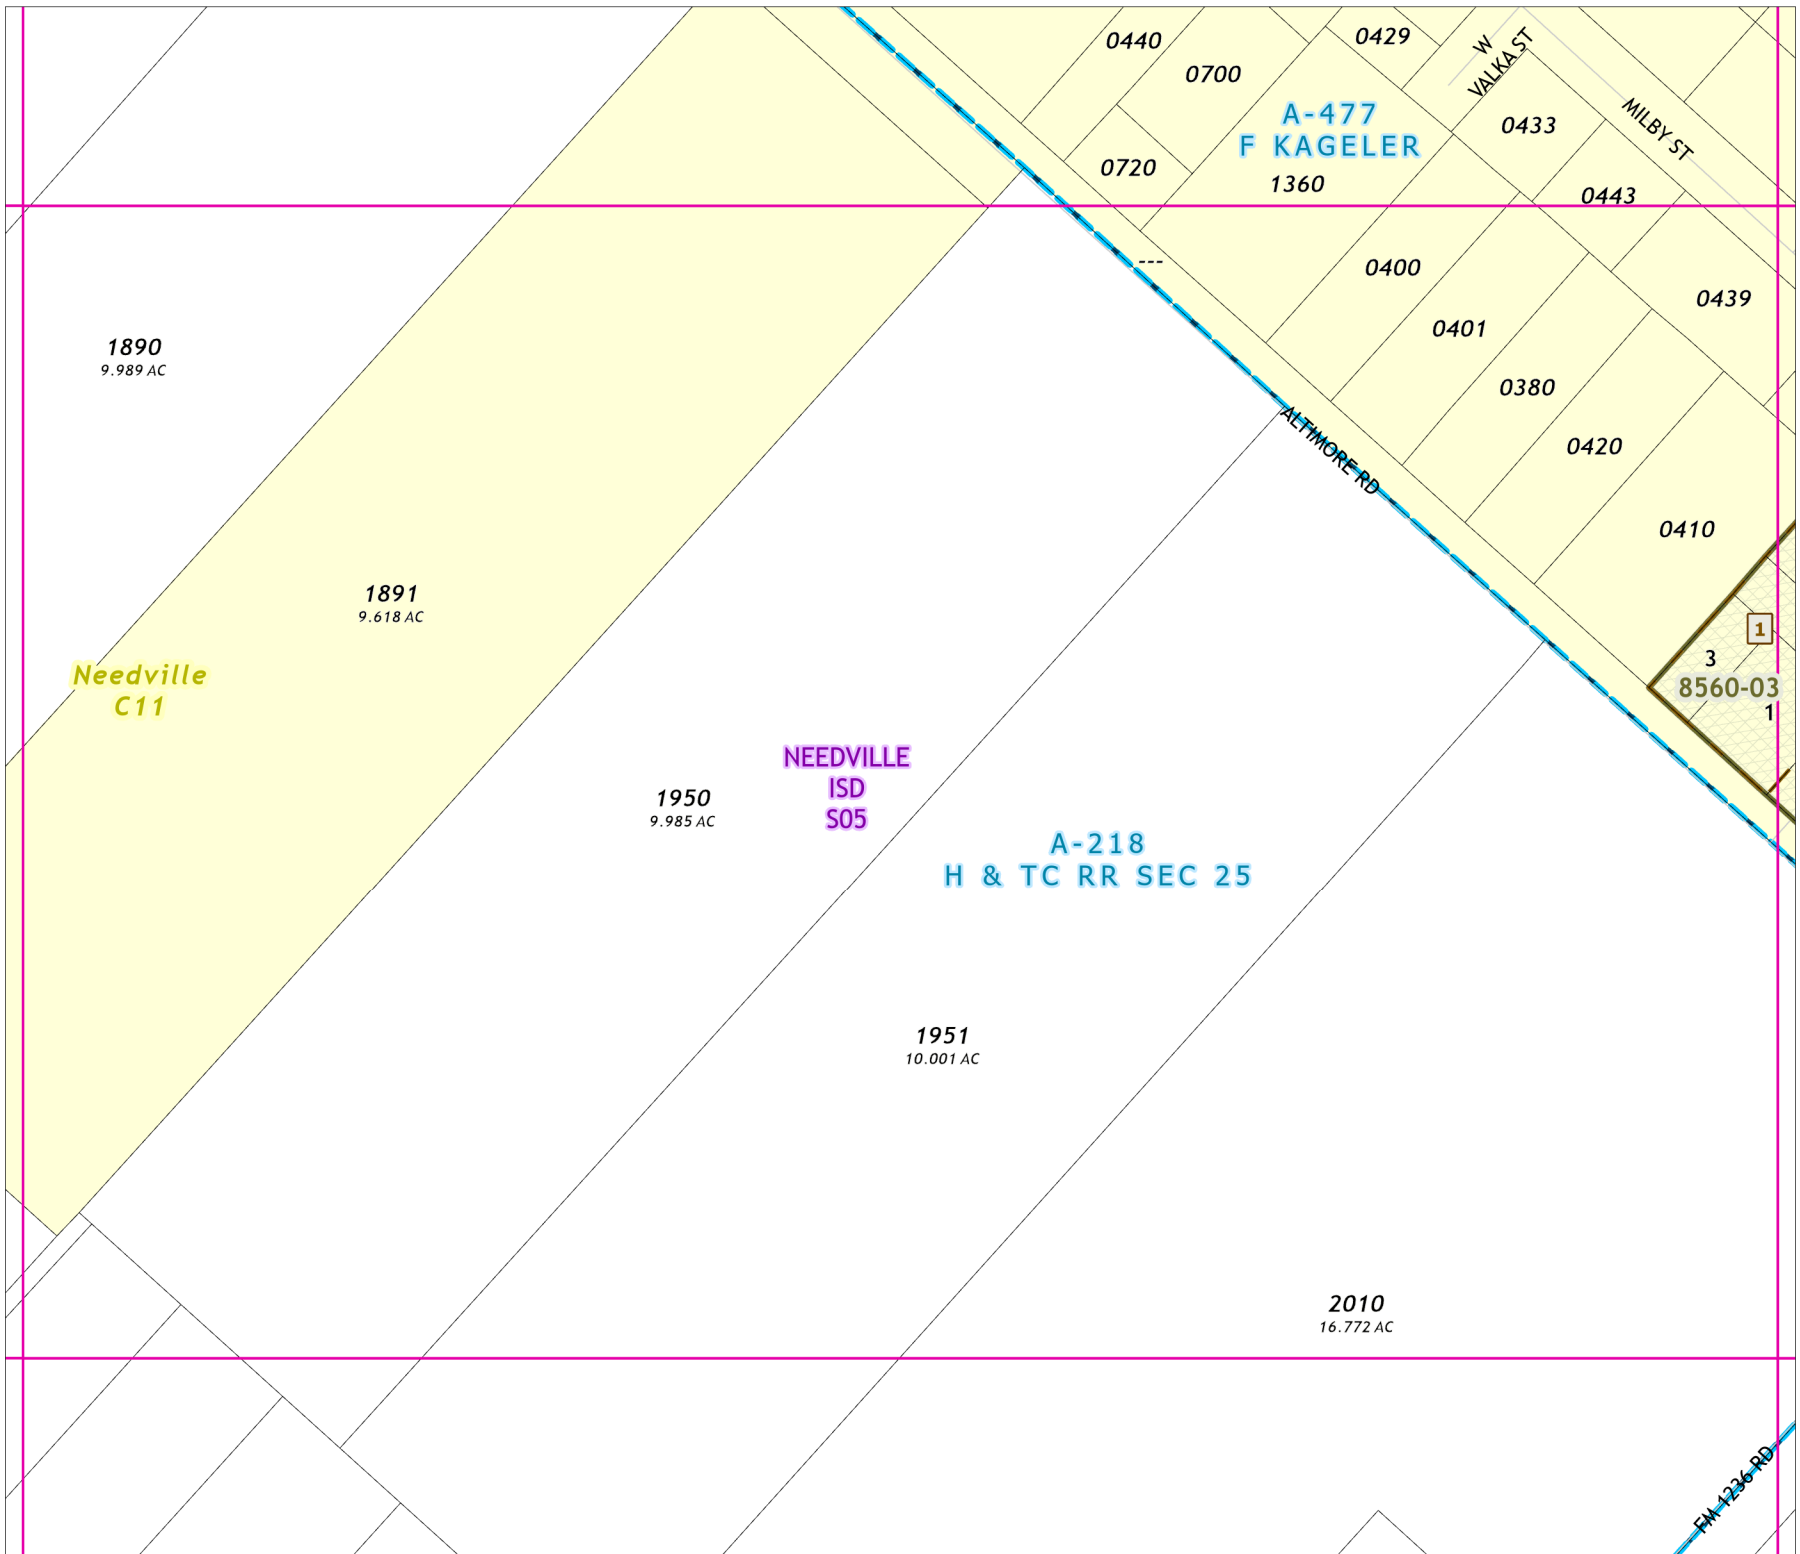 0440
0429
W
VALKA ST
0700
A-477
F KAGELER
MILBY ST
0433
0720
1360
0443
---
0400
0439
0401
1890
9.989 AC
0380
ALTIMORE RD
0420
0410
1891
9.618 AC
1
3
8560-03
1
Needville
C11
NEEDVILLE
ISD
S05
1950
9.985 AC
A-218
H & TC RR SEC 25
1951
10.001 AC
2010
16.772 AC
FM 1236 RD